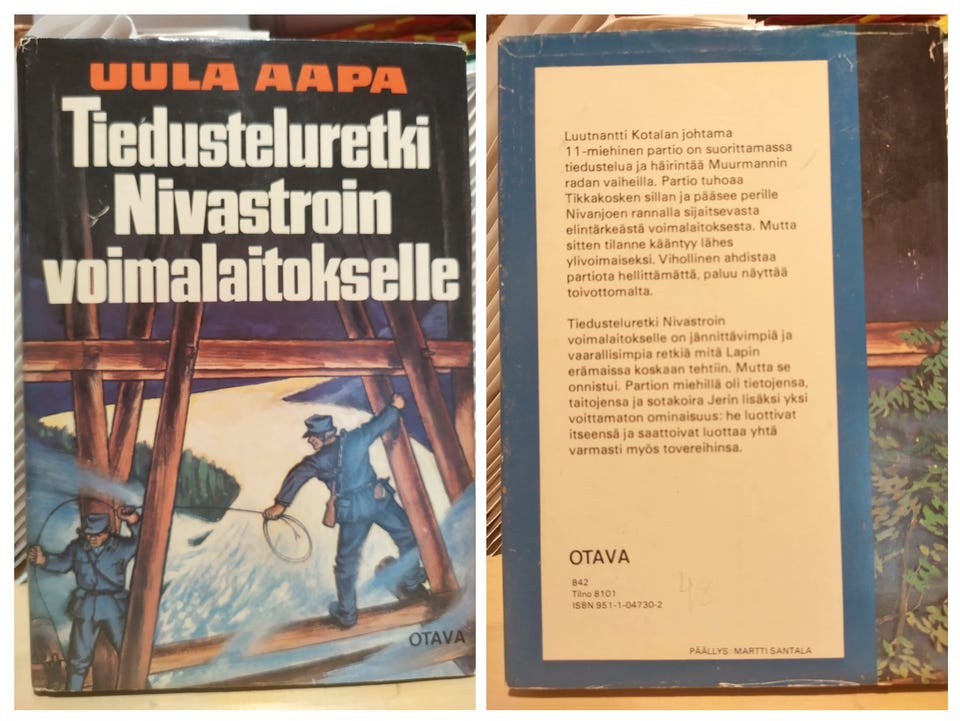 UULA AAPA
Tiedusteluretki
Nivastroin
voimalaitokselle
OTAVA
Luutnantti Kotalan johtama
11-miehinen partio on suorittamassa
tiedustelua ja häirintää Muurmannin
radan vaiheilla. Partio tuhoaa
Tikkakosken sillan ja pääsee perille
Nivanjoen rannalla sijaitsevasta
elintärkeästä voimalaitoksesta. Mutta
sitten tilanne kääntyy lähes
ylivoimaiseksi. Vihollinen ahdistaa
partiota hellittämättä, paluu näyttää
toivottomalta.
Tiedusteluretki Nivastroin
voimalaitokselle on jännittävimpiä ja
vaarallisimpia retkiä mitä Lapin
erämaissa koskaan tehtiin. Mutta se
onnistui. Partion miehillä oli tietojensa,
taitojensa ja sotakoira Jerin lisäksi yksi
voittamaton ominaisuus: he luottivat
itseensä ja saattoivat luottaa yhtä
varmasti myös tovereihinsa.
OTAVA
842
Tilno 8101
ISBN 951-1-04730-2
48
PÄÄLLYS: MARTTI SANTALA